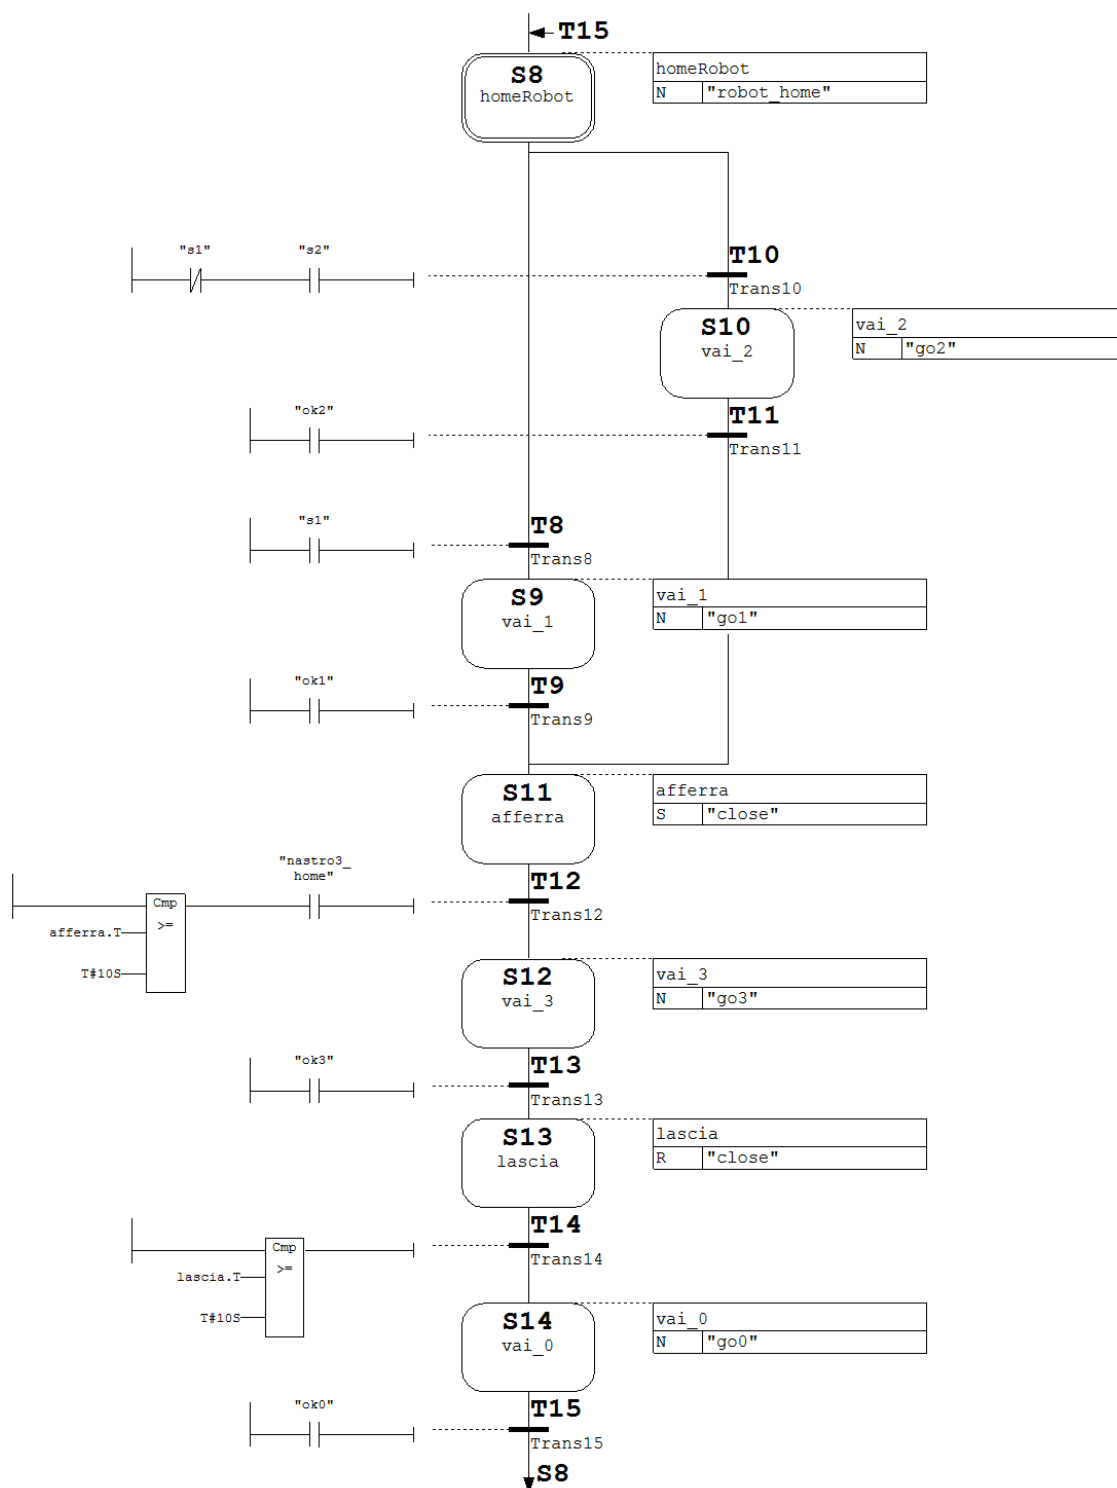 T15
S8
homeRobot
homeRobot
N "robot_home"
"s1" "s2"
T10
Trans10
S10
vai_2
vai_2
N "go2"
"ok2"
T11
Trans11
"s1"
T8
Trans8
S9
vai_1
vai_1
N "go1"
"ok1"
T9
Trans9
S11
afferra
afferra
S "close"
"nastro3_
home"
T12
Trans12
Cmp
>=
afferra.T
T#10S
S12
vai_3
vai_3
N "go3"
"ok3"
T13
Trans13
S13
lascia
lascia
R "close"
T14
Trans14
Cmp
>=
lascia.T
T#10S
S14
vai_0
vai_0
N "go0"
"ok0"
T15
Trans15
S8